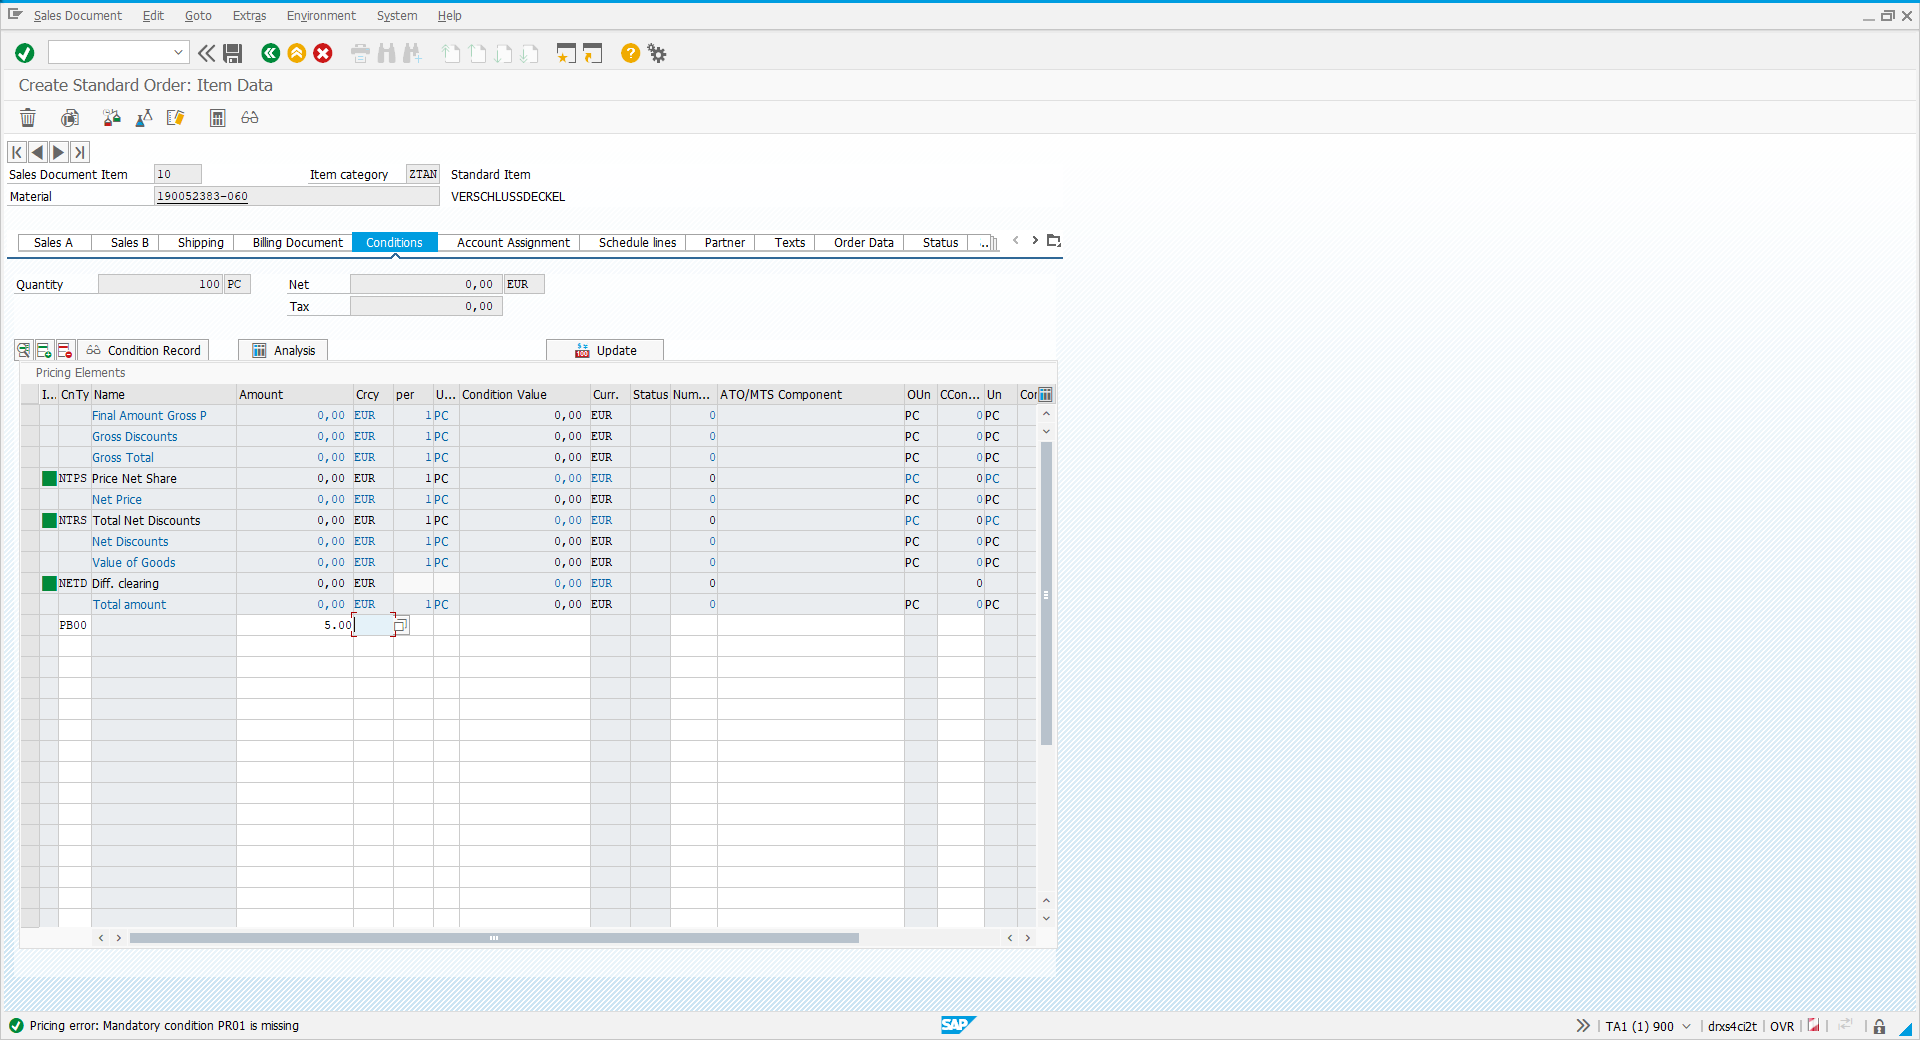 Sales Document Edit Goto Extras Environment System Help
Create Standard Order: Item Data
Sales Document Item 10 Item category ZTAN Standard Item
Material 190052383-060 VERSCHLUSSDECKEL
Sales A Sales B Shipping Billing Document Conditions Account Assignment Schedule lines Partner Texts Order Data Status ..
Quantity 100 PC Net 0,00 EUR
Tax 0,00
Condition Record Analysis Update
Pricing Elements
I... CnTy Name Amount Crcy per U... Condition Value Curr. Status Num... ATO/MTS Component OUn CCon... Un Cor
Final Amount Gross P 0,00 EUR 1 PC 0,00 EUR 0 PC 0 PC
Gross Discounts 0,00 EUR 1 PC 0,00 EUR 0 PC 0 PC
Gross Total 0,00 EUR 1 PC 0,00 EUR 0 PC 0 PC
NTPS Price Net Share 0,00 EUR 1 PC 0,00 EUR 0 PC 0 PC
Net Price 0,00 EUR 1 PC 0,00 EUR 0 PC 0 PC
NTRS Total Net Discounts 0,00 EUR 1 PC 0,00 EUR 0 PC 0 PC
Net Discounts 0,00 EUR 1 PC 0,00 EUR 0 PC 0 PC
Value of Goods 0,00 EUR 1 PC 0,00 EUR 0 PC 0 PC
NETD Diff. clearing 0,00 EUR 0,00 EUR 0 0
Total amount 0,00 EUR 1 PC 0,00 EUR 0 PC 0 PC
PB00 5.00
Pricing error: Mandatory condition PR01 is missing SAP TA1 (1) 900 drxs4ci2t OVR